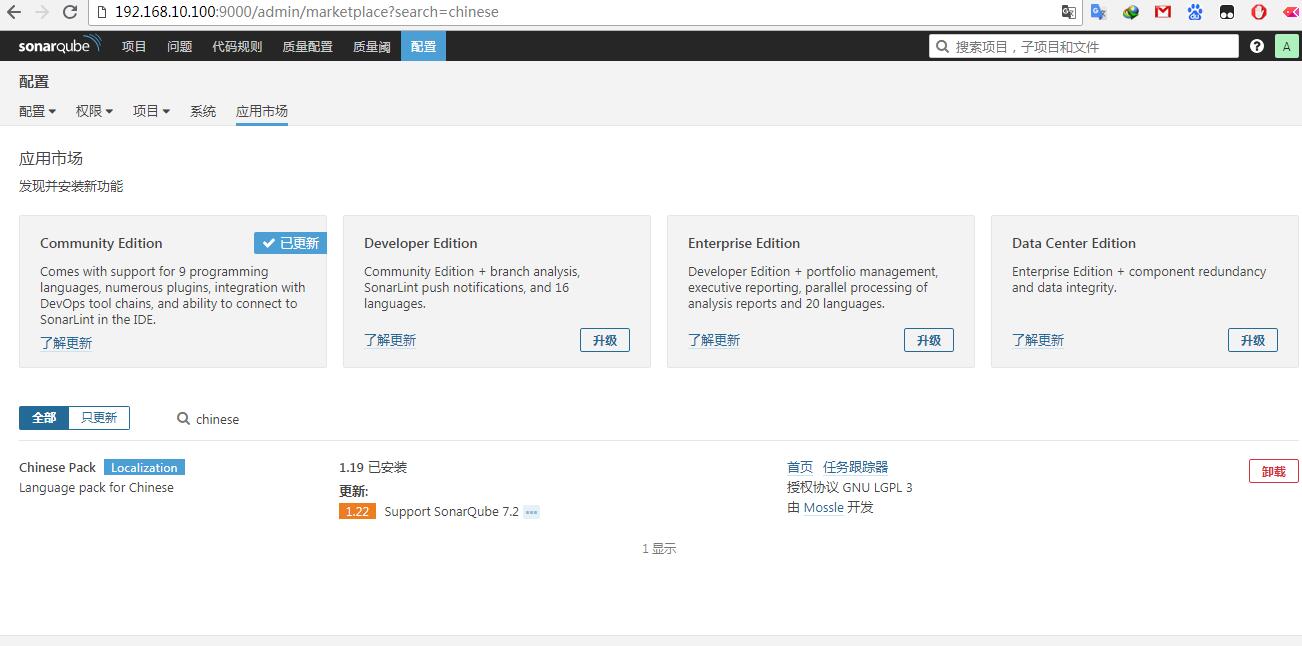 192.168.10.100:9000/admin/marketplace?search=chinese
sonarqube 项目 问题 代码规则 质量配置 质量阈 配置 搜索项目，子项目和文件 ? A
配置
配置 权限 项目 系统 应用市场
应用市场
发现并安装新功能
Community Edition 已更新
Comes with support for 9 programming
languages, numerous plugins, integration with
DevOps tool chains, and ability to connect to
SonarLint in the IDE.
了解更新
Developer Edition
Community Edition + branch analysis,
SonarLint push notifications, and 16
languages.
了解更新 升级
Enterprise Edition
Developer Edition + portfolio management,
executive reporting, parallel processing of
analysis reports and 20 languages.
了解更新 升级
Data Center Edition
Enterprise Edition + component redundancy
and data integrity.
了解更新 升级
全部 只更新 chinese
Chinese Pack Localization
Language pack for Chinese
1.19 已安装
更新:
1.22 Support SonarQube 7.2 ...
首页 任务跟踪器
授权协议 GNU LGPL 3
由 Mossle 开发
卸载
1 显示